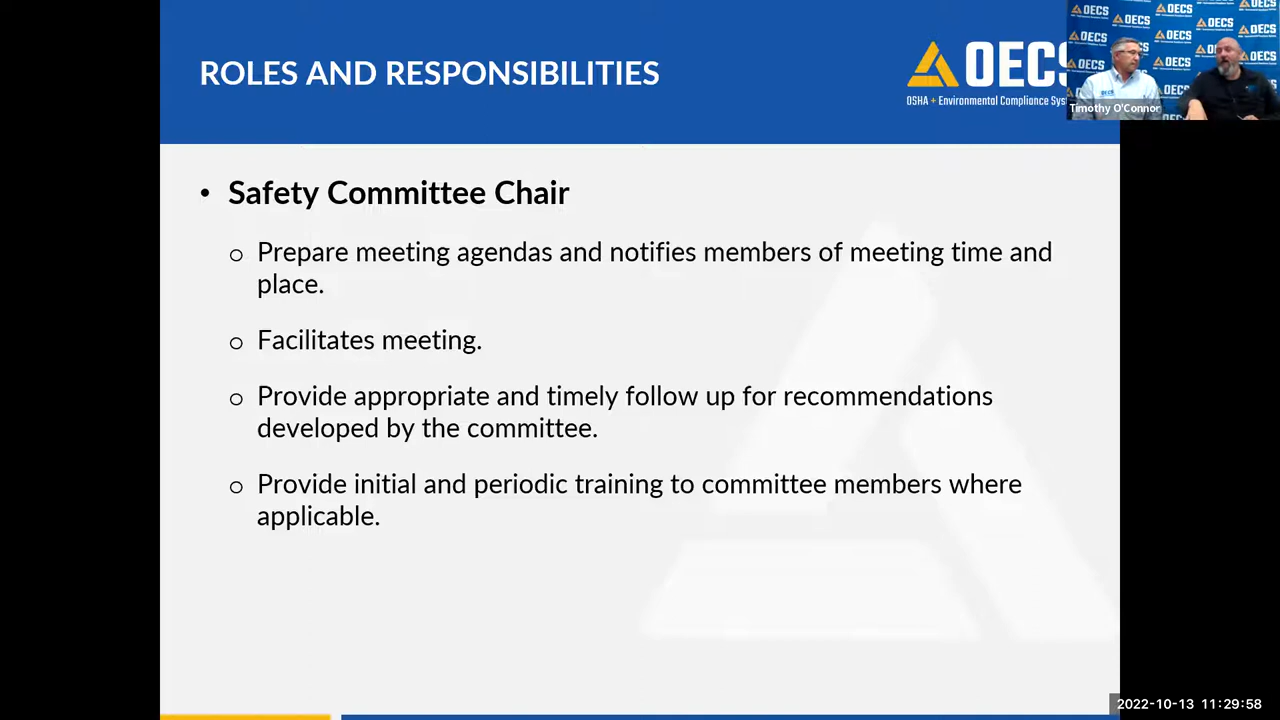 ROLES AND RESPONSIBILITIES
OECS
OSHA + Environmental Compliance Sys
Timothy O'Connor
• Safety Committee Chair
o Prepare meeting agendas and notifies members of meeting time and
place.
o Facilitates meeting.
o Provide appropriate and timely follow up for recommendations
developed by the committee.
o Provide initial and periodic training to committee members where
applicable.
2022-10-13 11:29:58